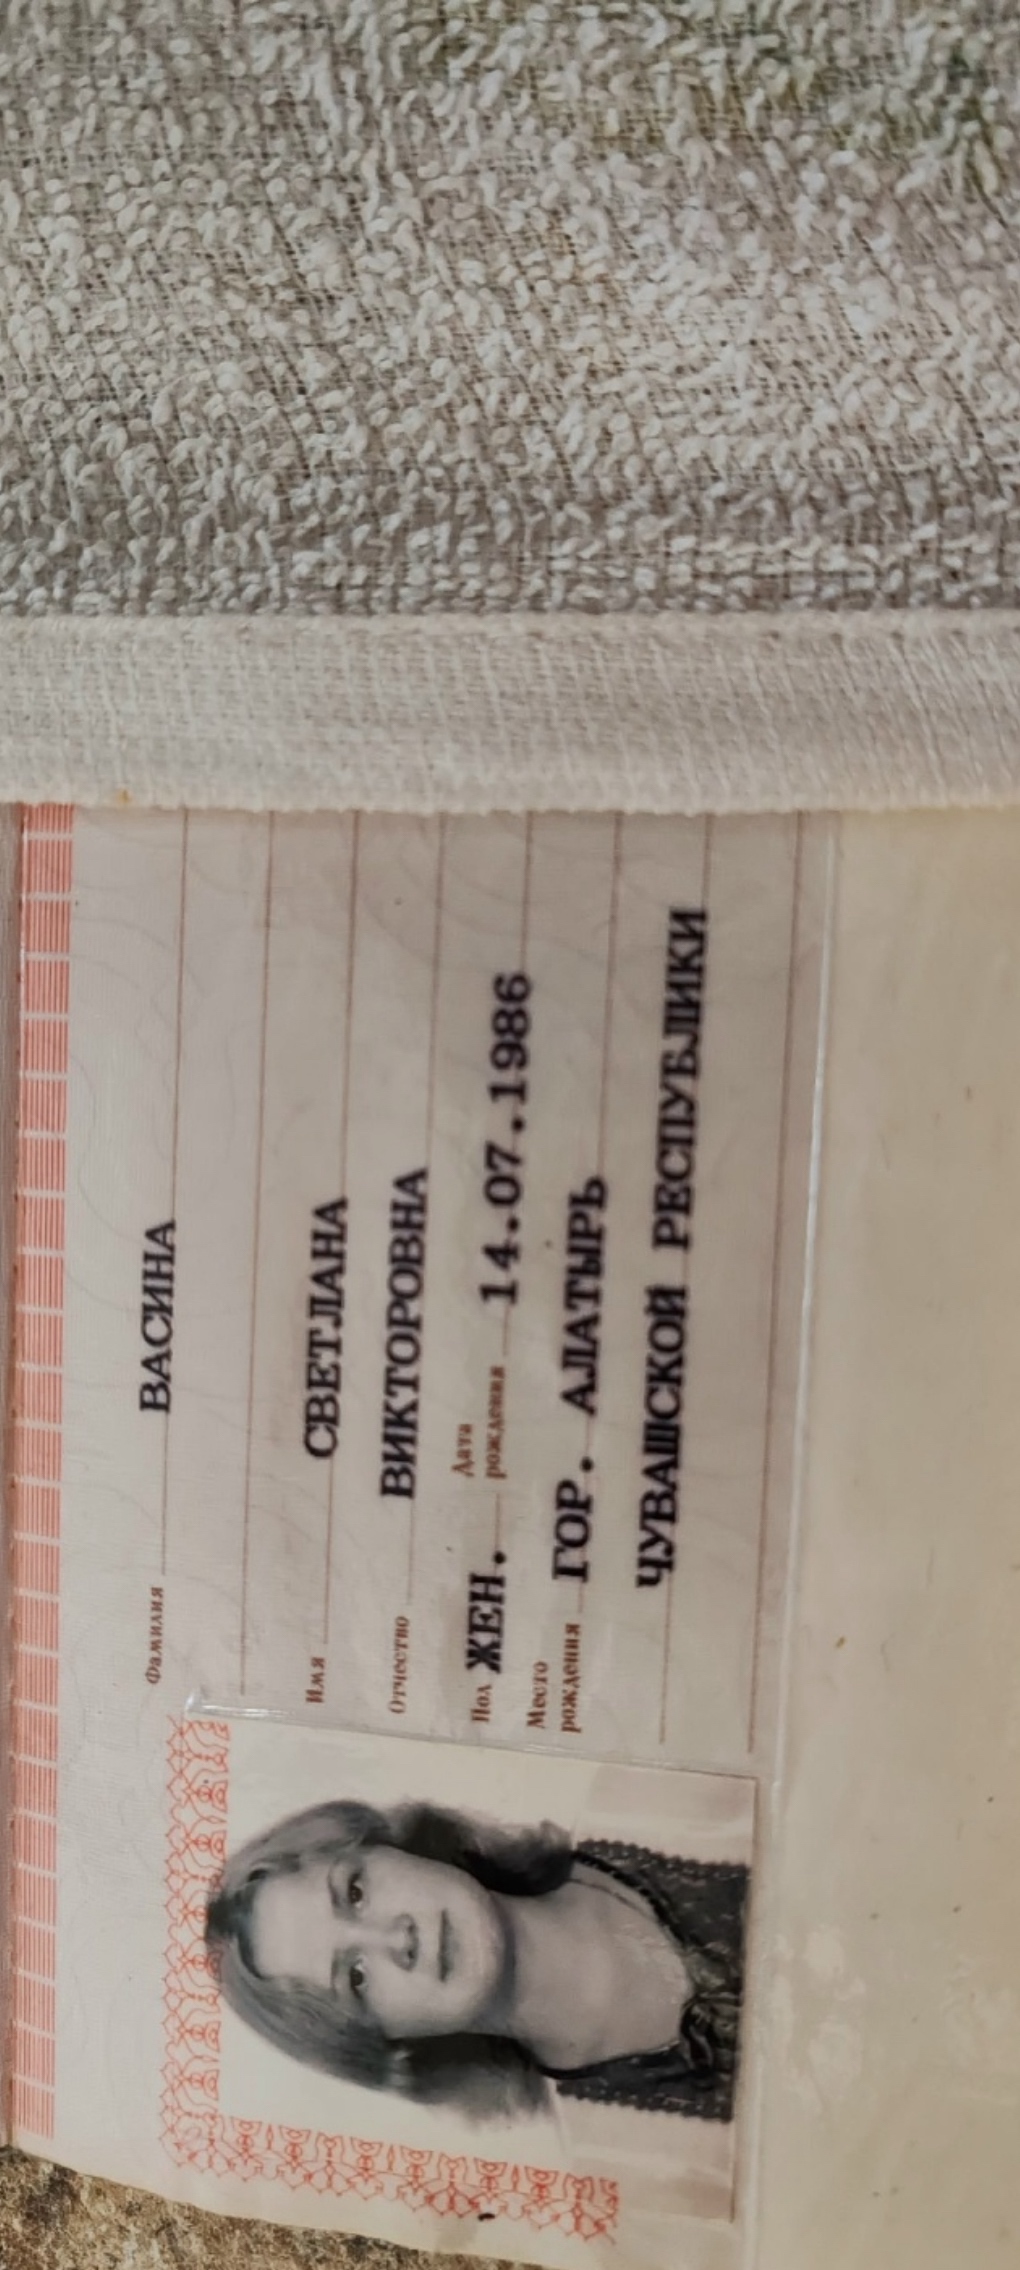 Фамилия ВАСИНА
Имя СВЕТЛАНА
Отчество ВИКТОРОВНА
Пол ЖЕН. Дата рождения 14.07.1986
Место рождения ГОР. АЛАТЫРЬ
ЧУВАШСКОЙ РЕСПУБЛИКИ